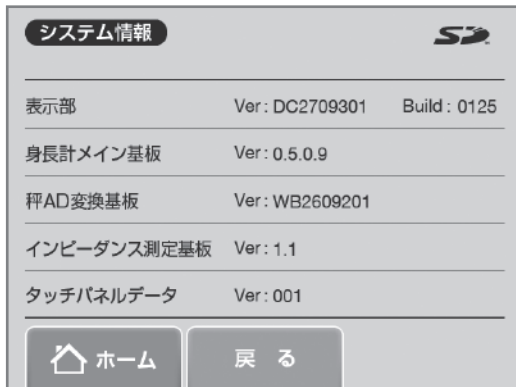 システム情報
SD
表示部 Ver : DC2709301 Build : 0125
身長計メイン基板 Ver : 0.5.0.9
秤AD変換基板 Ver : WB2609201
インピーダンス測定基板 Ver : 1.1
タッチパネルデータ Ver : 001
ホーム 戻る